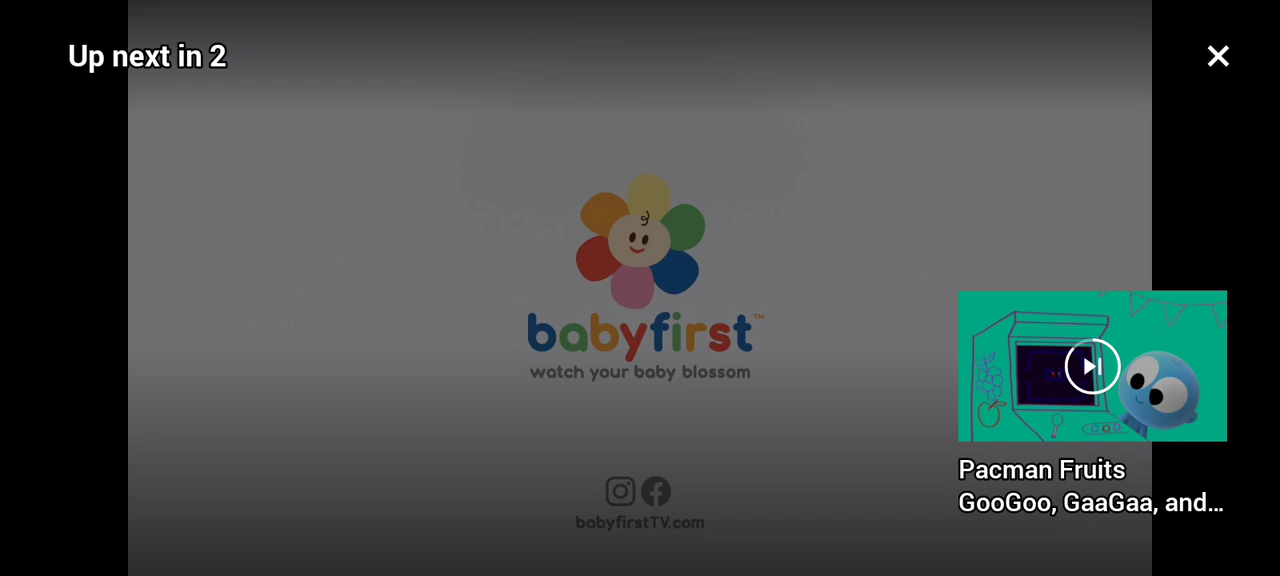 Up next in 2
babyfirst™
watch your baby blossom
babyfirstTV.com
Pacman Fruits
GooGoo, GaaGaa, and...